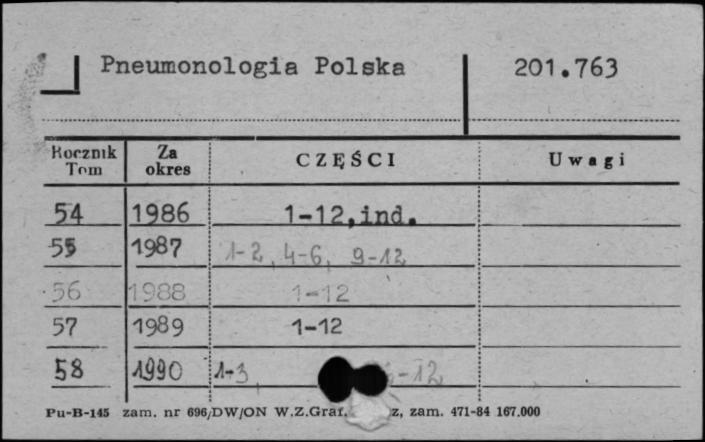 Pneumonologia Polska 201.763
Rocznik Tom Za okres CZĘŚCI Uwagi
54 1986 1-12, ind.
55 1987 1-2, 4-6, 9-12
56 1988 1-12
57 1989 1-12
58 1990 1-3 -12
Pu-B-145 zam. nr 696/DW/ON W.Z.Graf. z, zam. 471-84 167.000